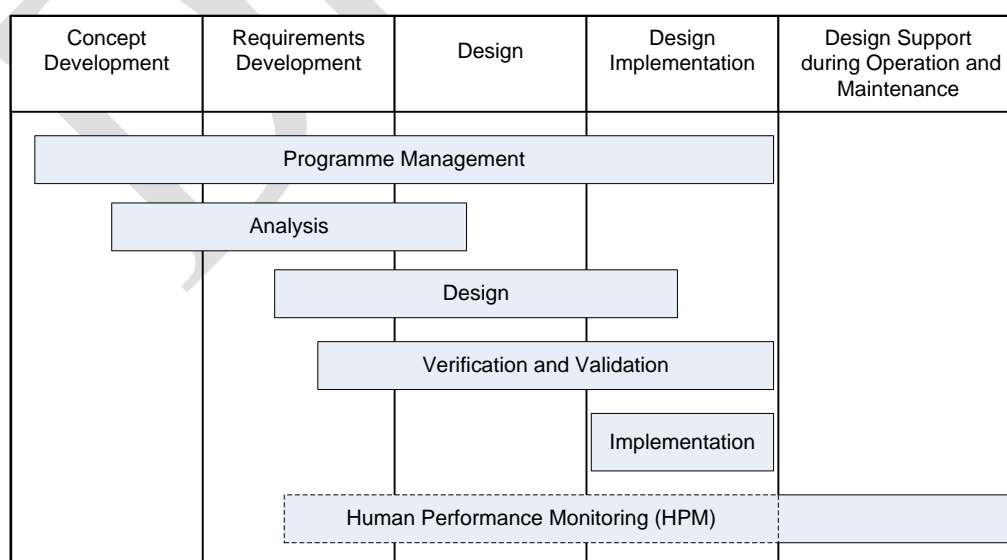 Concept
Development
Requirements
Development
Design
Design
Implementation
Design Support
during Operation and
Maintenance
Programme Management
Analysis
Design
Verification and Validation
Implementation
Human Performance Monitoring (HPM)